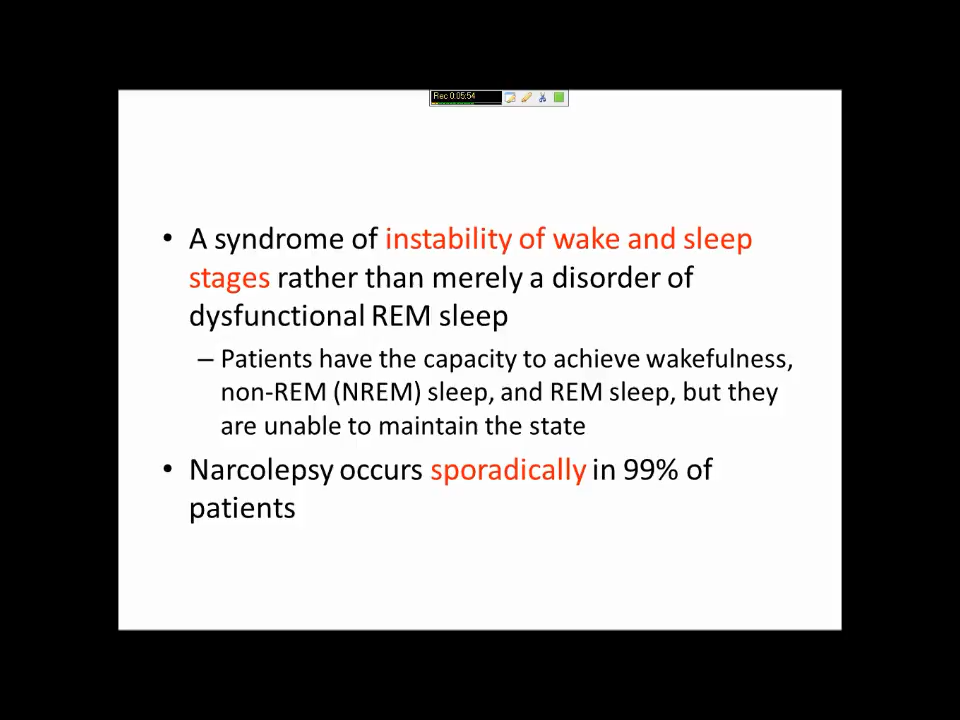 Rec 0:05:54
• A syndrome of instability of wake and sleep
stages rather than merely a disorder of
dysfunctional REM sleep
– Patients have the capacity to achieve wakefulness,
non-REM (NREM) sleep, and REM sleep, but they
are unable to maintain the state
• Narcolepsy occurs sporadically in 99% of
patients